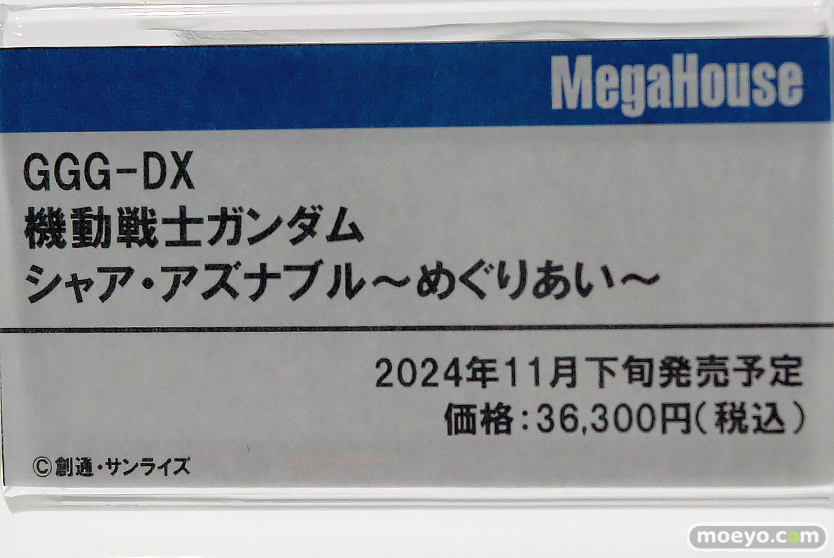 MegaHouse
GGG-DX
機動戦士ガンダム
シャア・アズナブル～めぐりあい～
2024年11月下旬発売予定
価格：36,300円（税込）
©創通・サンライズ
moeyo.com